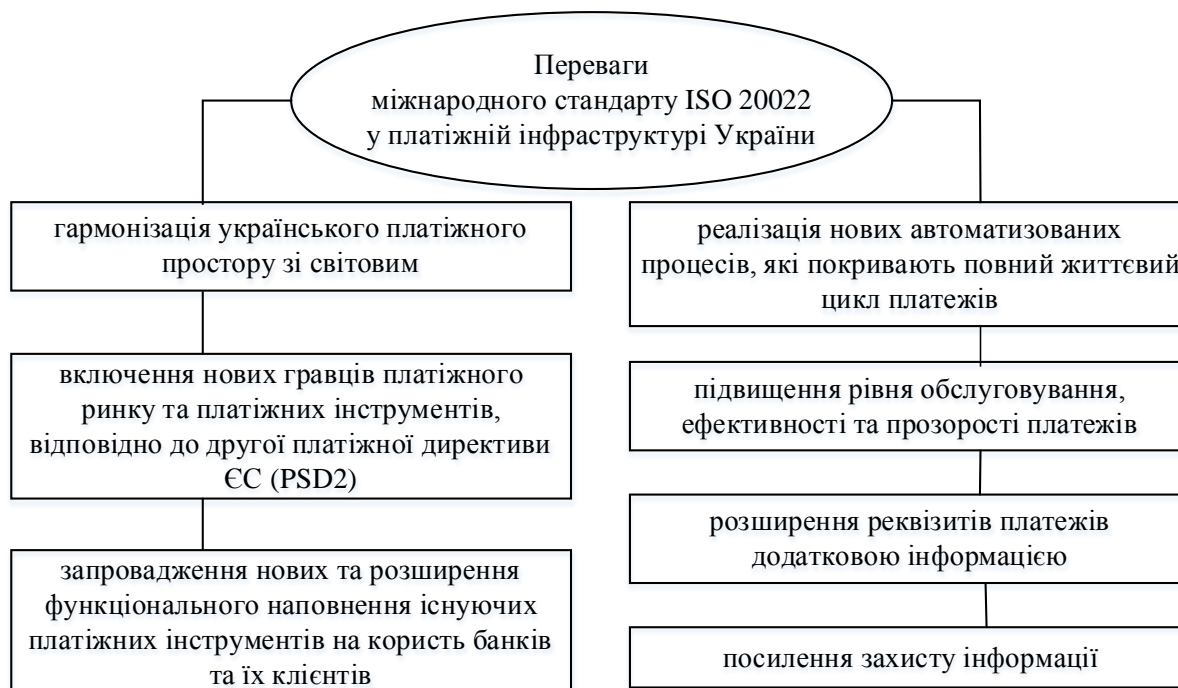 Переваги
міжнародного стандарту ISO 20022
у платіжній інфраструктурі України
гармонізація українського платіжного
простору зі світовим
включення нових гравців платіжного
ринку та платіжних інструментів,
відповідно до другої платіжної директиви
ЄС (PSD2)
запровадження нових та розширення
функціонального наповнення існуючих
платіжних інструментів на користь банків
та їх клієнтів
реалізація нових автоматизованих
процесів, які покривають повний життєвий
цикл платежів
підвищення рівня обслуговування,
ефективності та прозорості платежів
розширення реквізитів платежів
додатковою інформацією
посилення захисту інформації